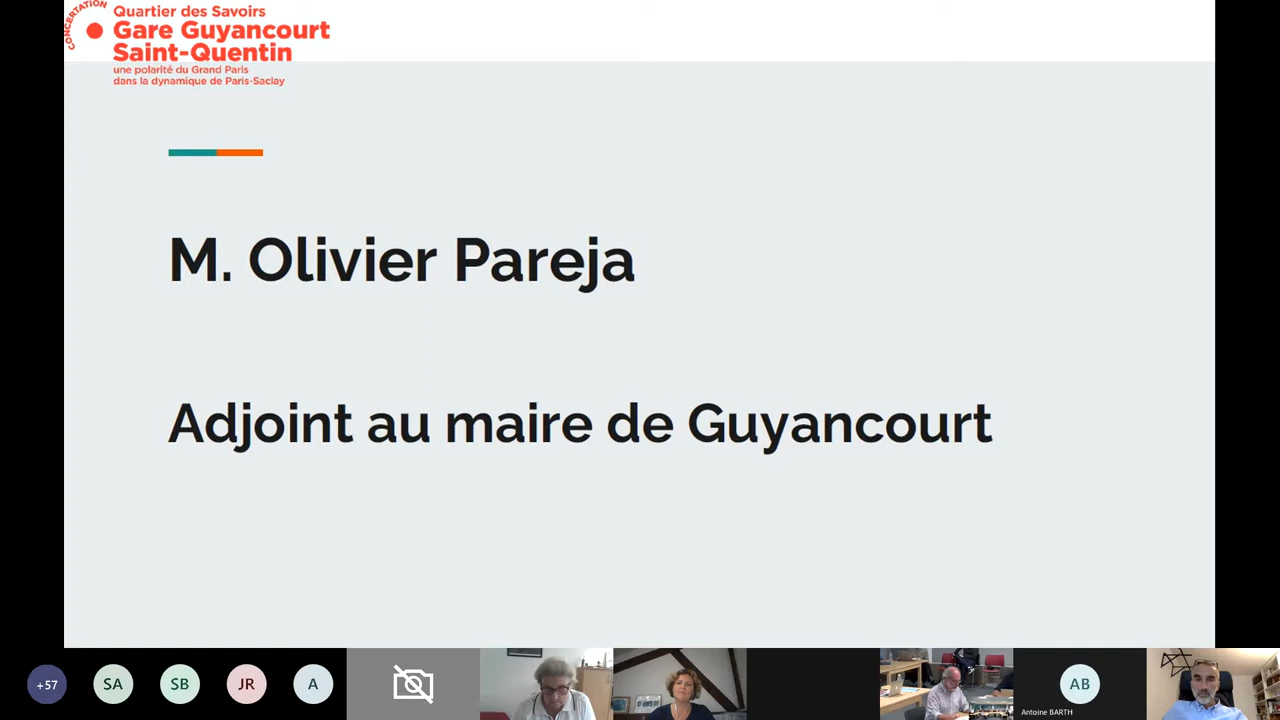 CONCERTATION
Quartier des Savoirs
Gare Guyancourt
Saint-Quentin
une polarité du Grand Paris
dans la dynamique de Paris-Saclay
M. Olivier Pareja
Adjoint au maire de Guyancourt
+57
SA
SB
JR
A
AB
Antoine BARTH